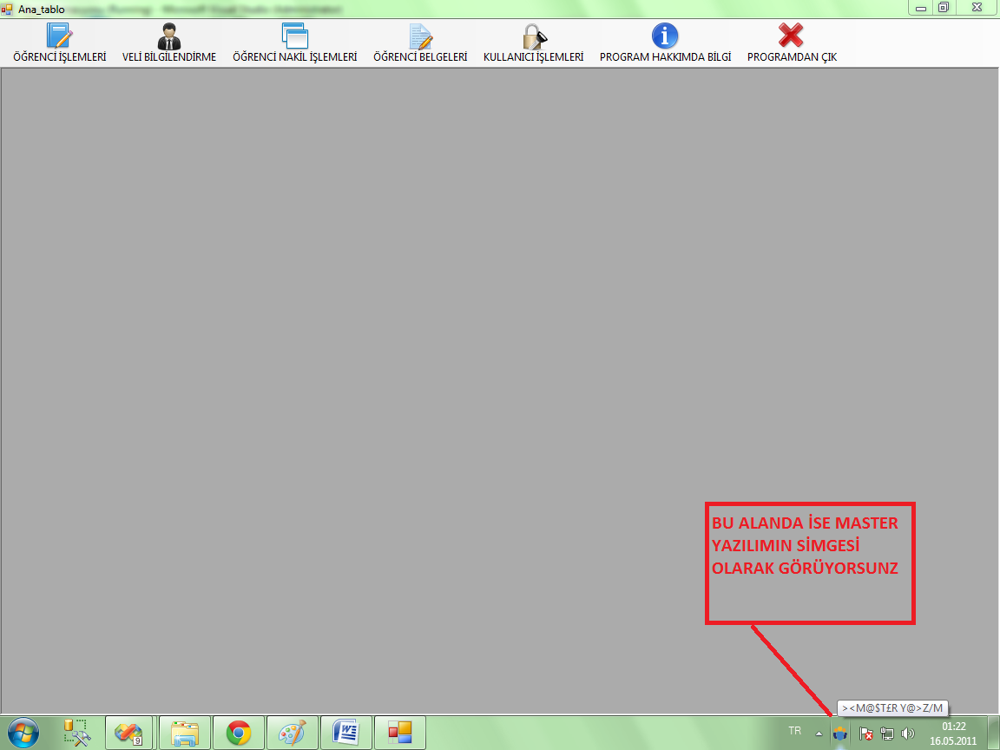 Ana_tablo
ÖĞRENCİ İŞLEMLERİ VELİ BİLGİLENDİRME ÖĞRENCİ NAKİL İŞLEMLERİ ÖĞRENCİ BELGELERİ KULLANICI İŞLEMLERİ PROGRAM HAKKIMDA BİLGİ PROGRAMDAN ÇIK
BU ALANDA İSE MASTER
YAZILIMIN SİMGESİ
OLARAK GÖRÜYORSUNZ
><M@$T£R Y@>Z/M
9
TR
01:22
16.05.2011